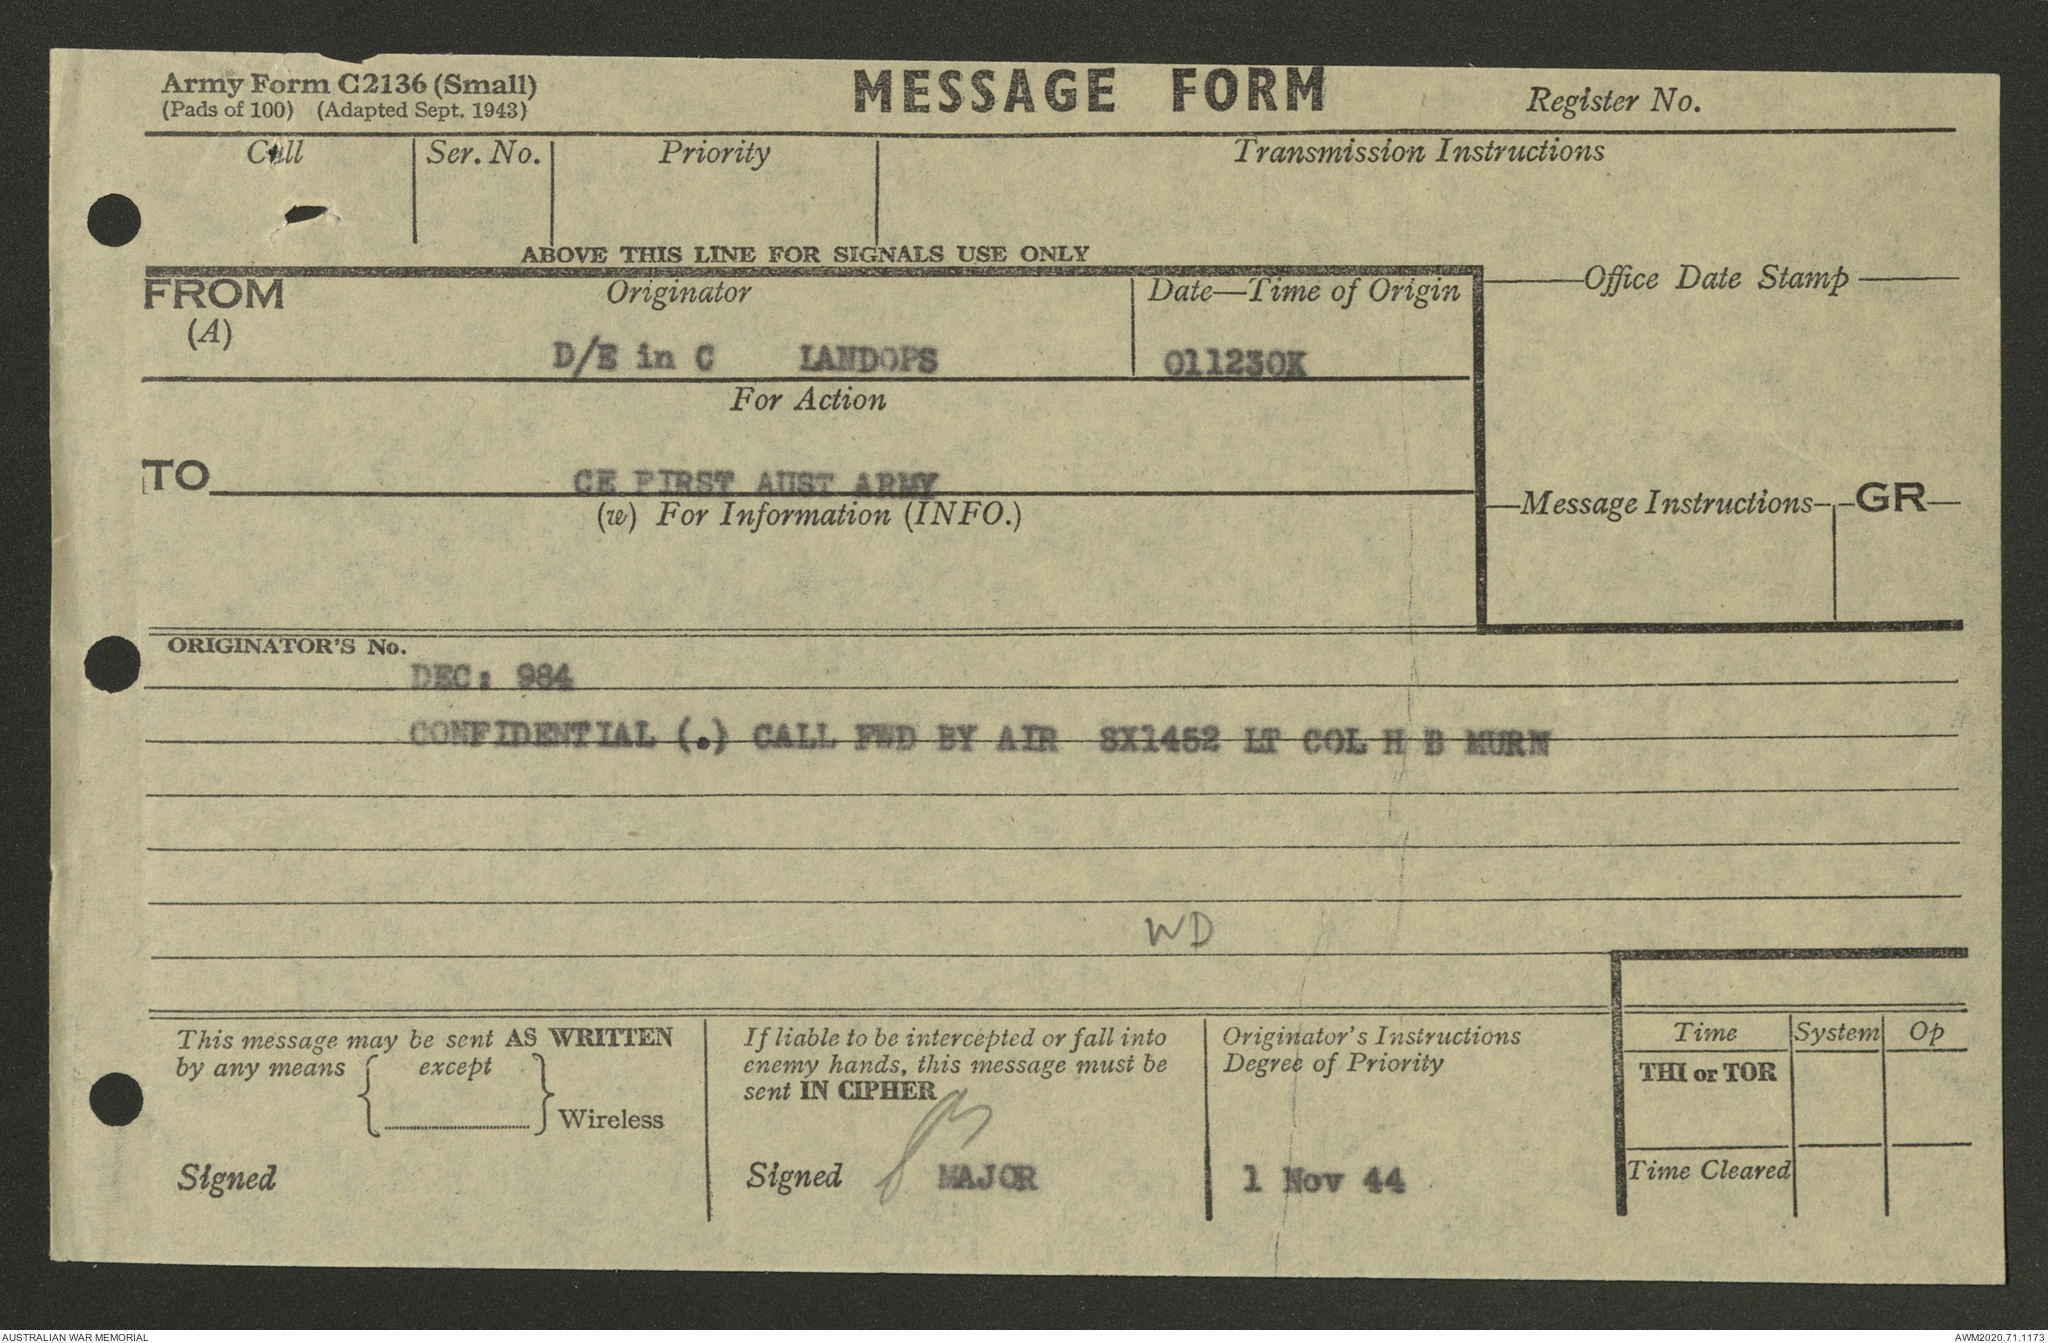 Army Form C2136 (Small)
(Pads of 100) (Adapted Sept. 1943)
MESSAGE FORM
Register No.
Call
Ser. No.
Priority
Transmission Instructions
ABOVE THIS LINE FOR SIGNALS USE ONLY
FROM
(A)
Originator
Date—Time of Origin
Office Date Stamp
D/E in C LANDOPS
011230K
For Action
TO
CE FIRST AUST ARMY
(w) For Information (INFO.)
Message Instructions
GR
ORIGINATOR'S No.
DEC: 984
CONFIDENTIAL (.) CALL FWD BY AIR SX1452 LT COL H B MURN
WD
This message may be sent AS WRITTEN
by any means { except
} Wireless
Signed
If liable to be intercepted or fall into
enemy hands, this message must be
sent IN CIPHER
Signed
MAJOR
Originator's Instructions
Degree of Priority
1 Nov 44
Time
System
Op
THI or TOR
Time Cleared
AUSTRALIAN WAR MEMORIAL
AWM2020.71.1173